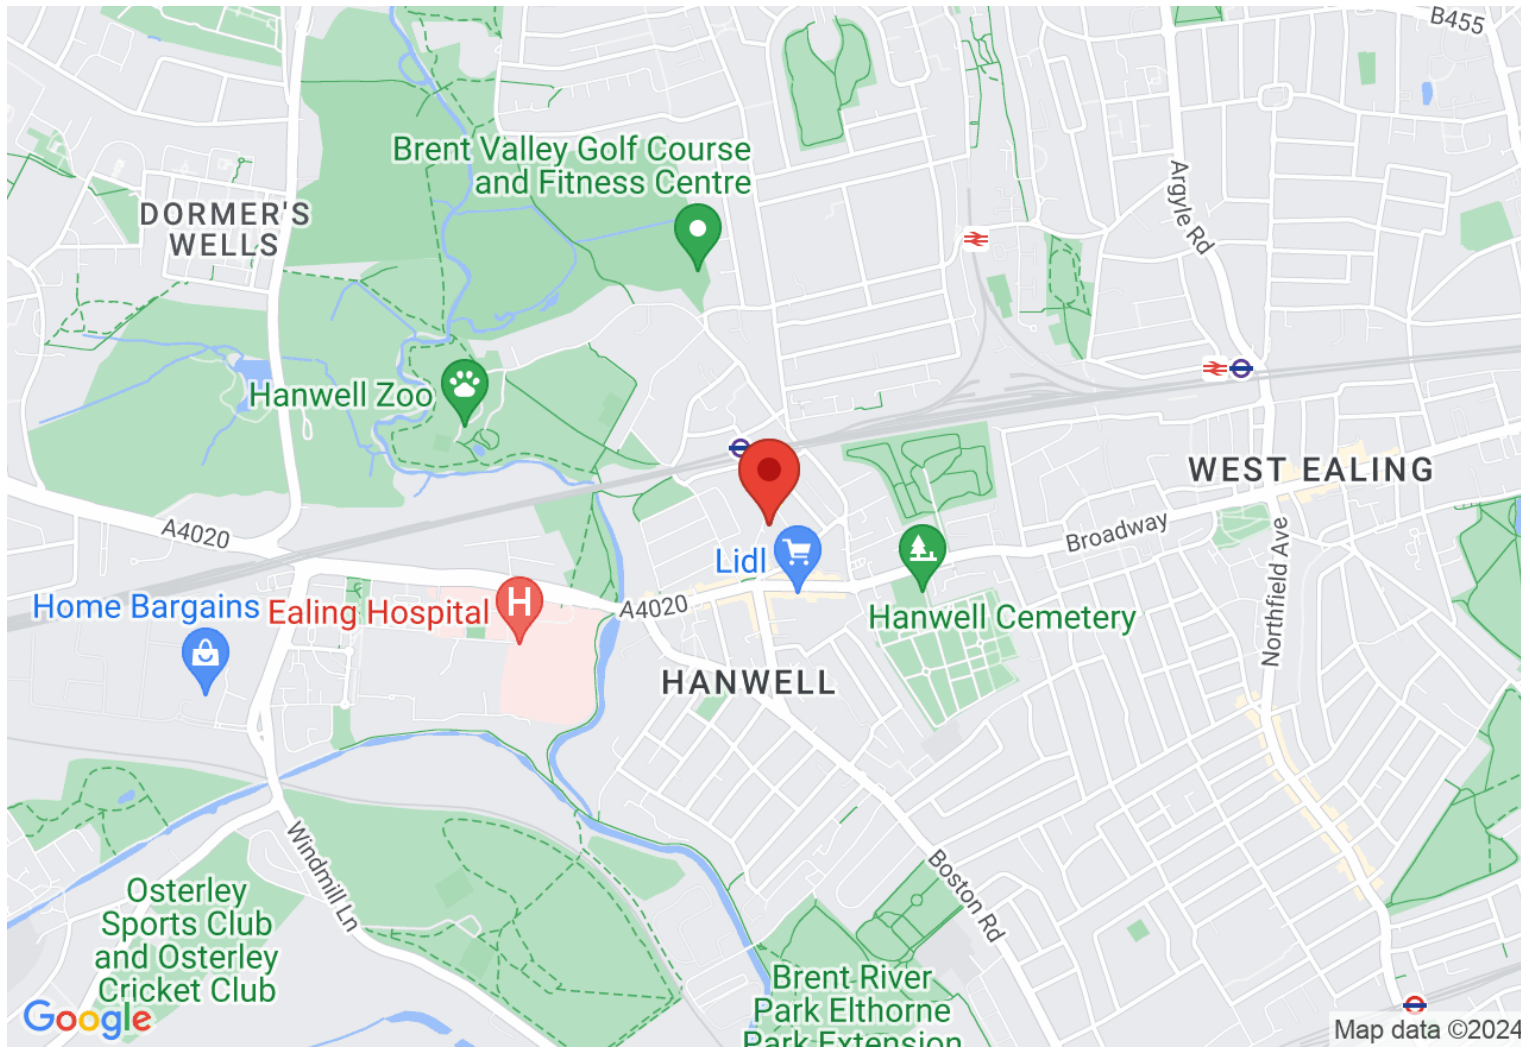 B455
Brent Valley Golf Course
and Fitness Centre
Argyle Rd
DORMER'S
WELLS
Hanwell Zoo
WEST EALING
A4020
Broadway
Lidl
Home Bargains
Ealing Hospital
H
A4020
Hanwell Cemetery
Northfield Ave
HANWELL
Windmill Ln
Boston Rd
Osterley
Sports Club
and Osterley
Cricket Club
Brent River
Park Elthorne
Park Extension
Google
Map data ©2024